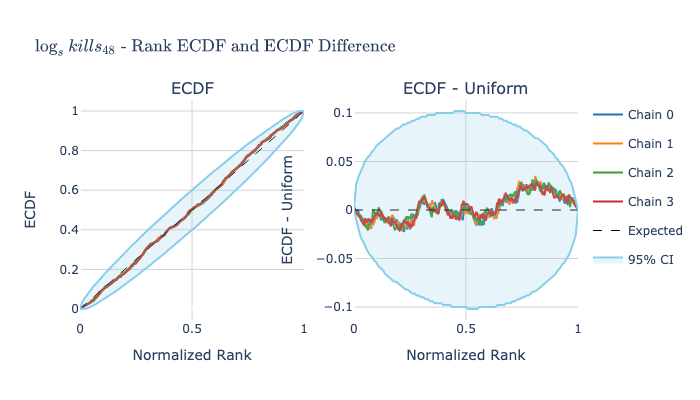 log_s kills_48 - Rank ECDF and ECDF Difference
ECDF
ECDF - Uniform
ECDF
1
0.8
0.6
0.4
0.2
0
0 0.5 1
Normalized Rank
ECDF - Uniform
0.1
0.05
0
−0.05
−0.1
0 0.5 1
Normalized Rank
Chain 0
Chain 1
Chain 2
Chain 3
Expected
95% CI